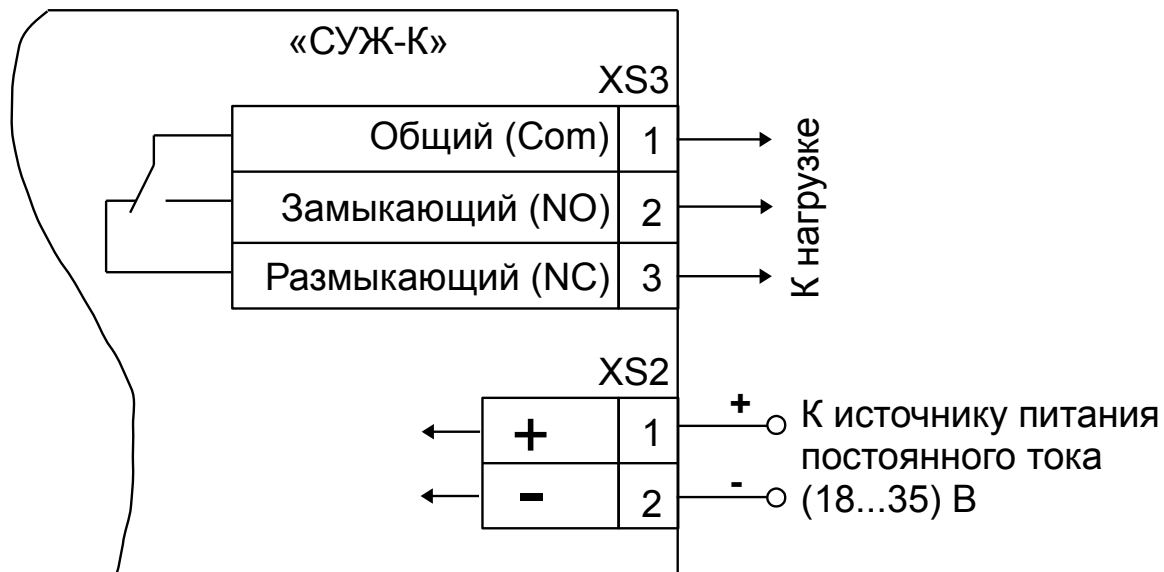 «СУЖ-К»
XS3
Общий (Com) 1
Замыкающий (NO) 2
Размыкающий (NC) 3
К нагрузке
XS2
+ 1 +
- 2 -
К источнику питания
постоянного тока
(18...35) В